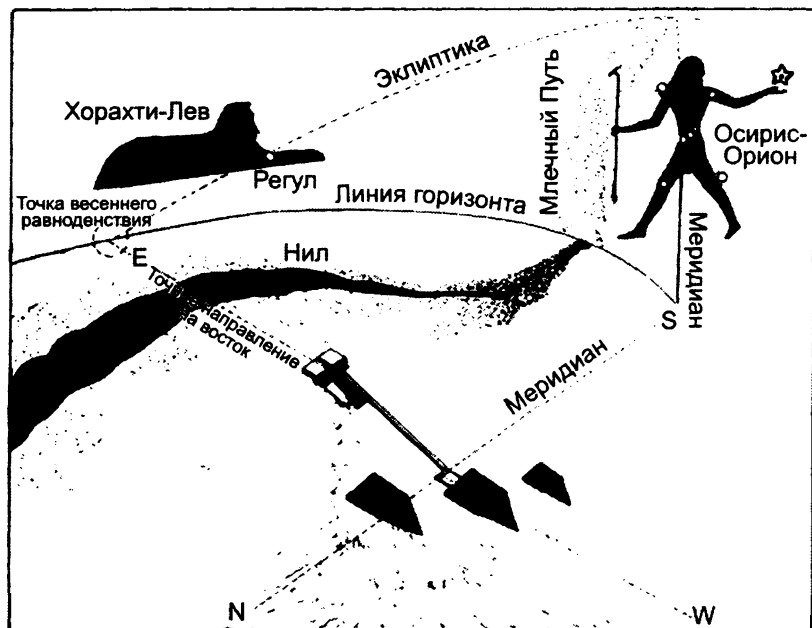 Эклиптика
Хорахти-Лев
Млечный Путь
Осирис-
Орион
Регул
Точка весеннего
равноденствия
Линия горизонта
Меридиан
E
Нил
Точное направление
на восток
S
Меридиан
N
W